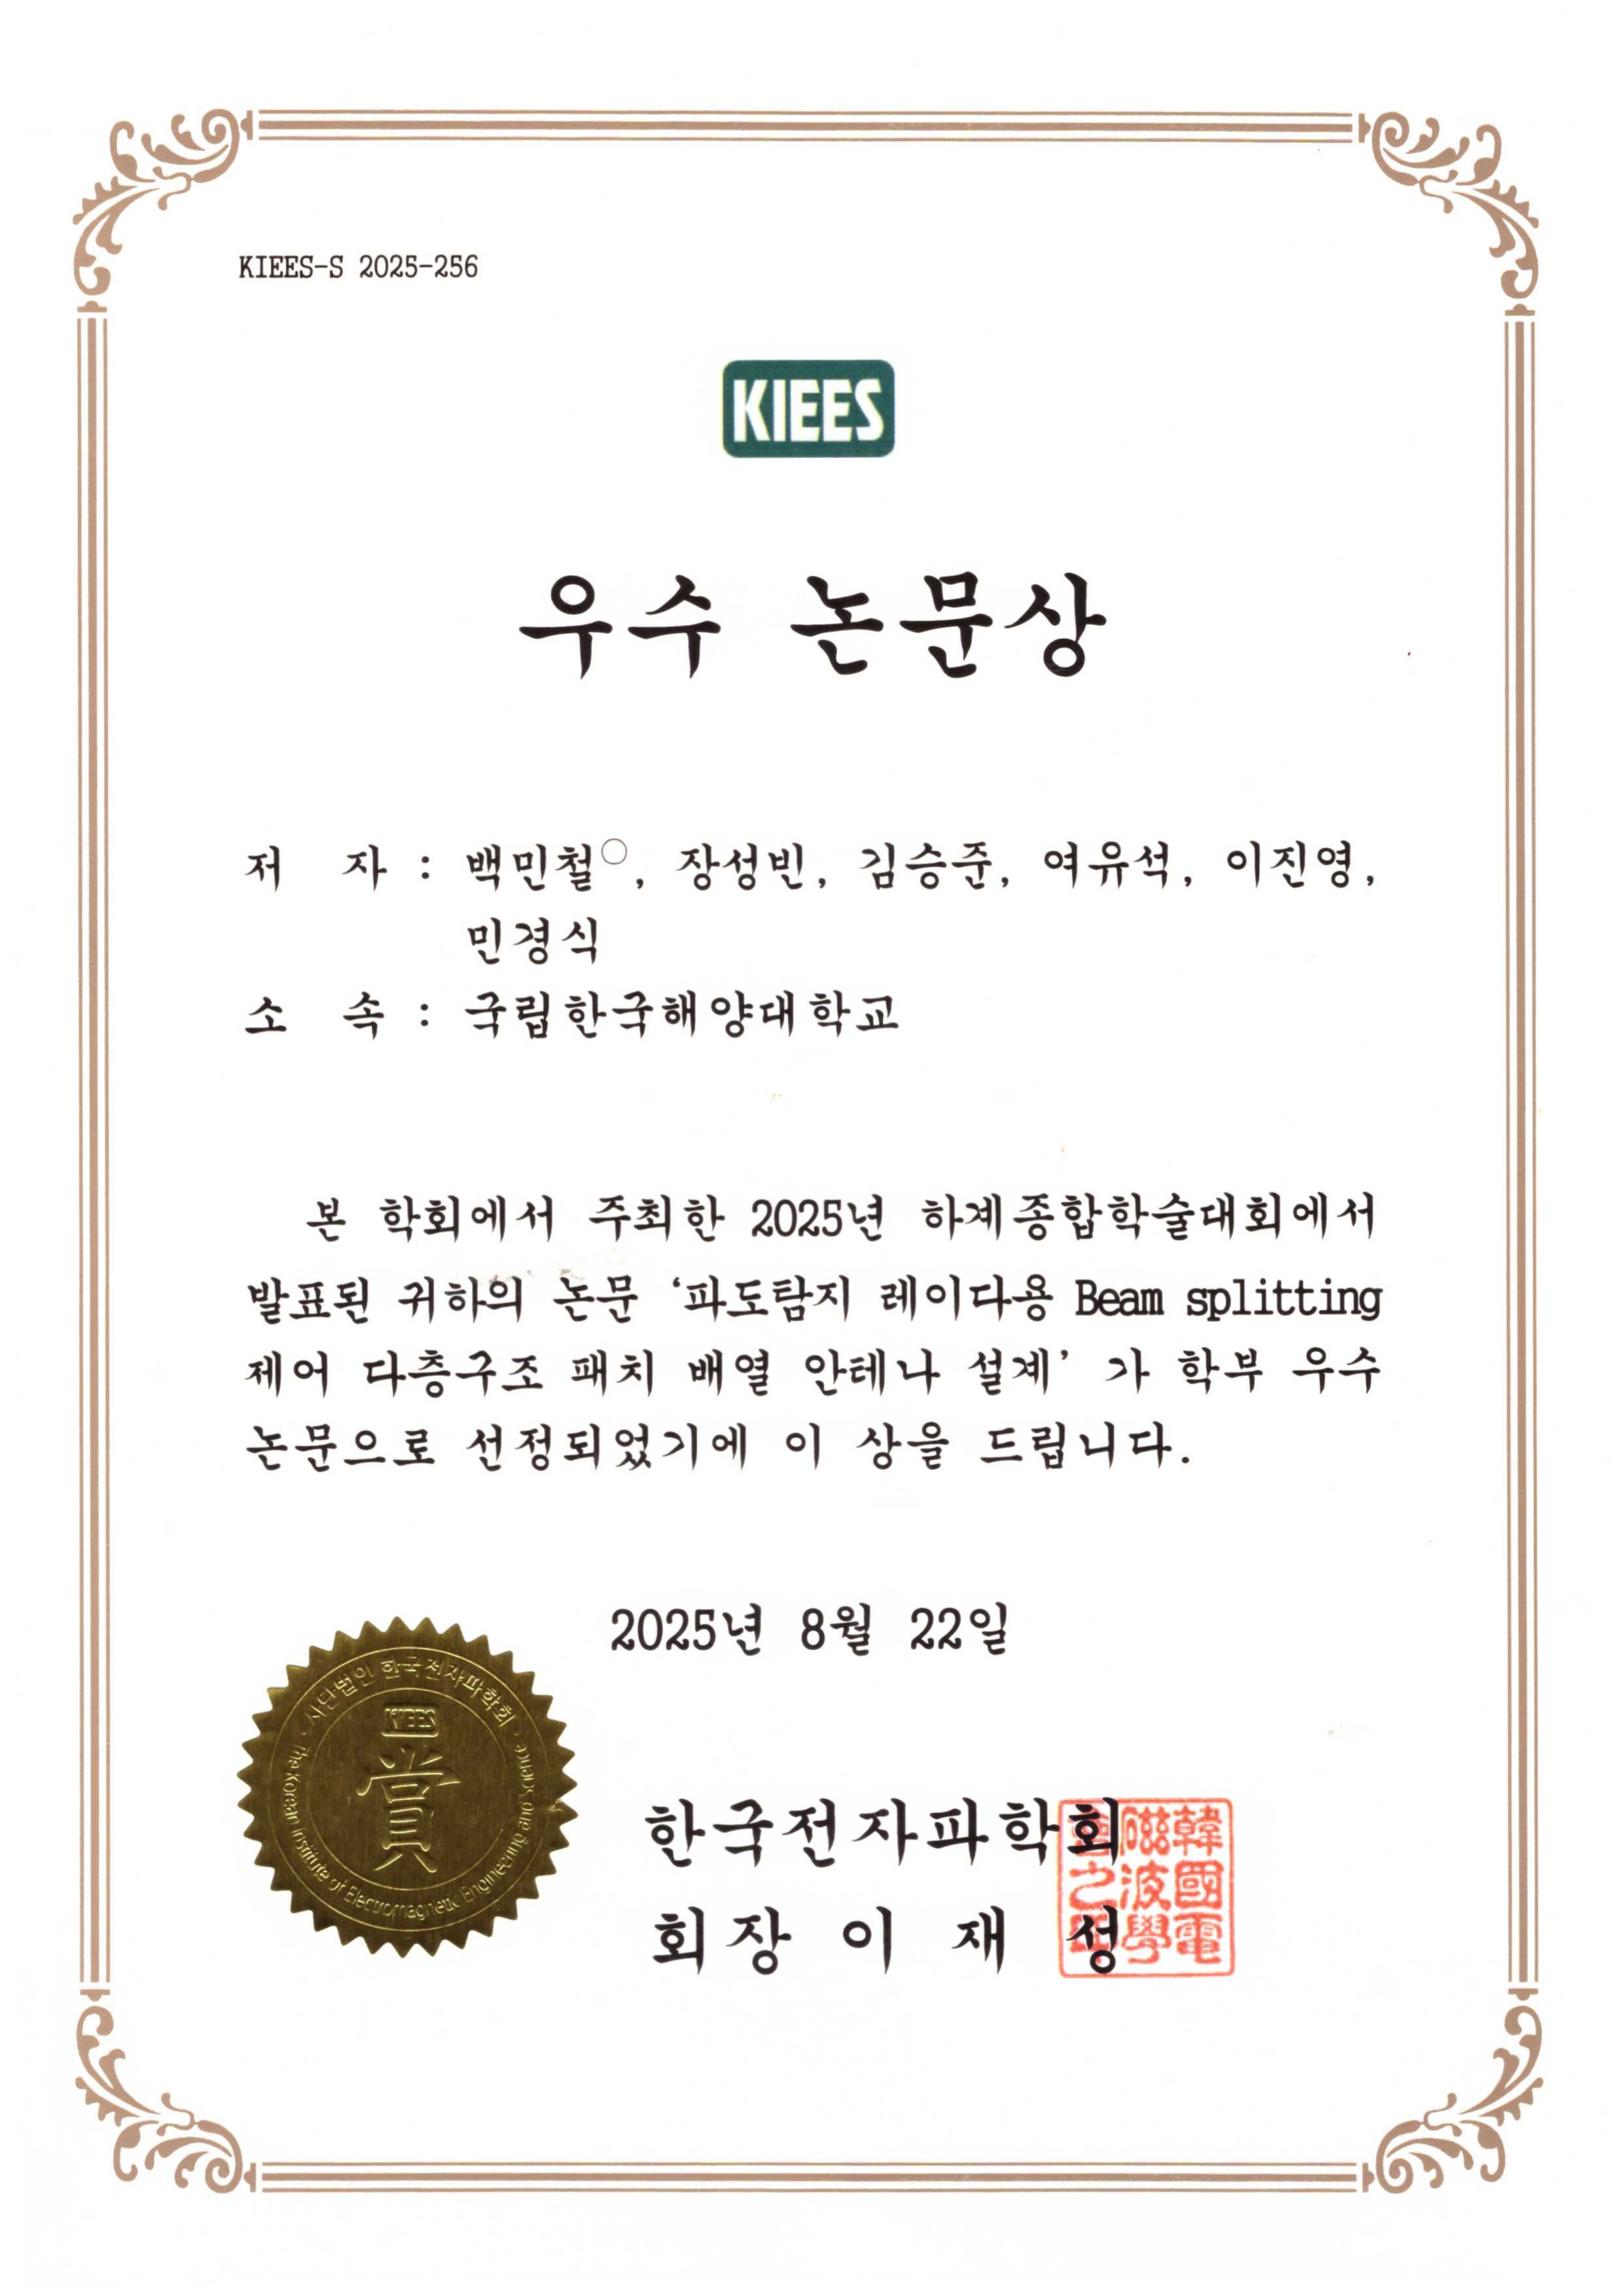 KIEES-S 2025-256
KIEES
우수 논문상
저 자 : 백민철○, 장성빈, 김승준, 여유석, 이진영,
민경식
소 속 : 국립한국해양대학교
본 학회에서 주최한 2025년 하계종합학술대회에서
발표된 귀하의 논문 ‘파도탐지 레이다용 Beam splitting
제어 다층구조 패치 배열 안테나 설계’ 가 학부 우수
논문으로 선정되었기에 이 상을 드립니다.
2025년 8월 22일
사단법인 한국전자파학회
KIEES
賞
The Korean Institute of Electromagnetic Engineering and Science
한국전자파학회
회장 이 재 성
韓國電
磁波學
會之印